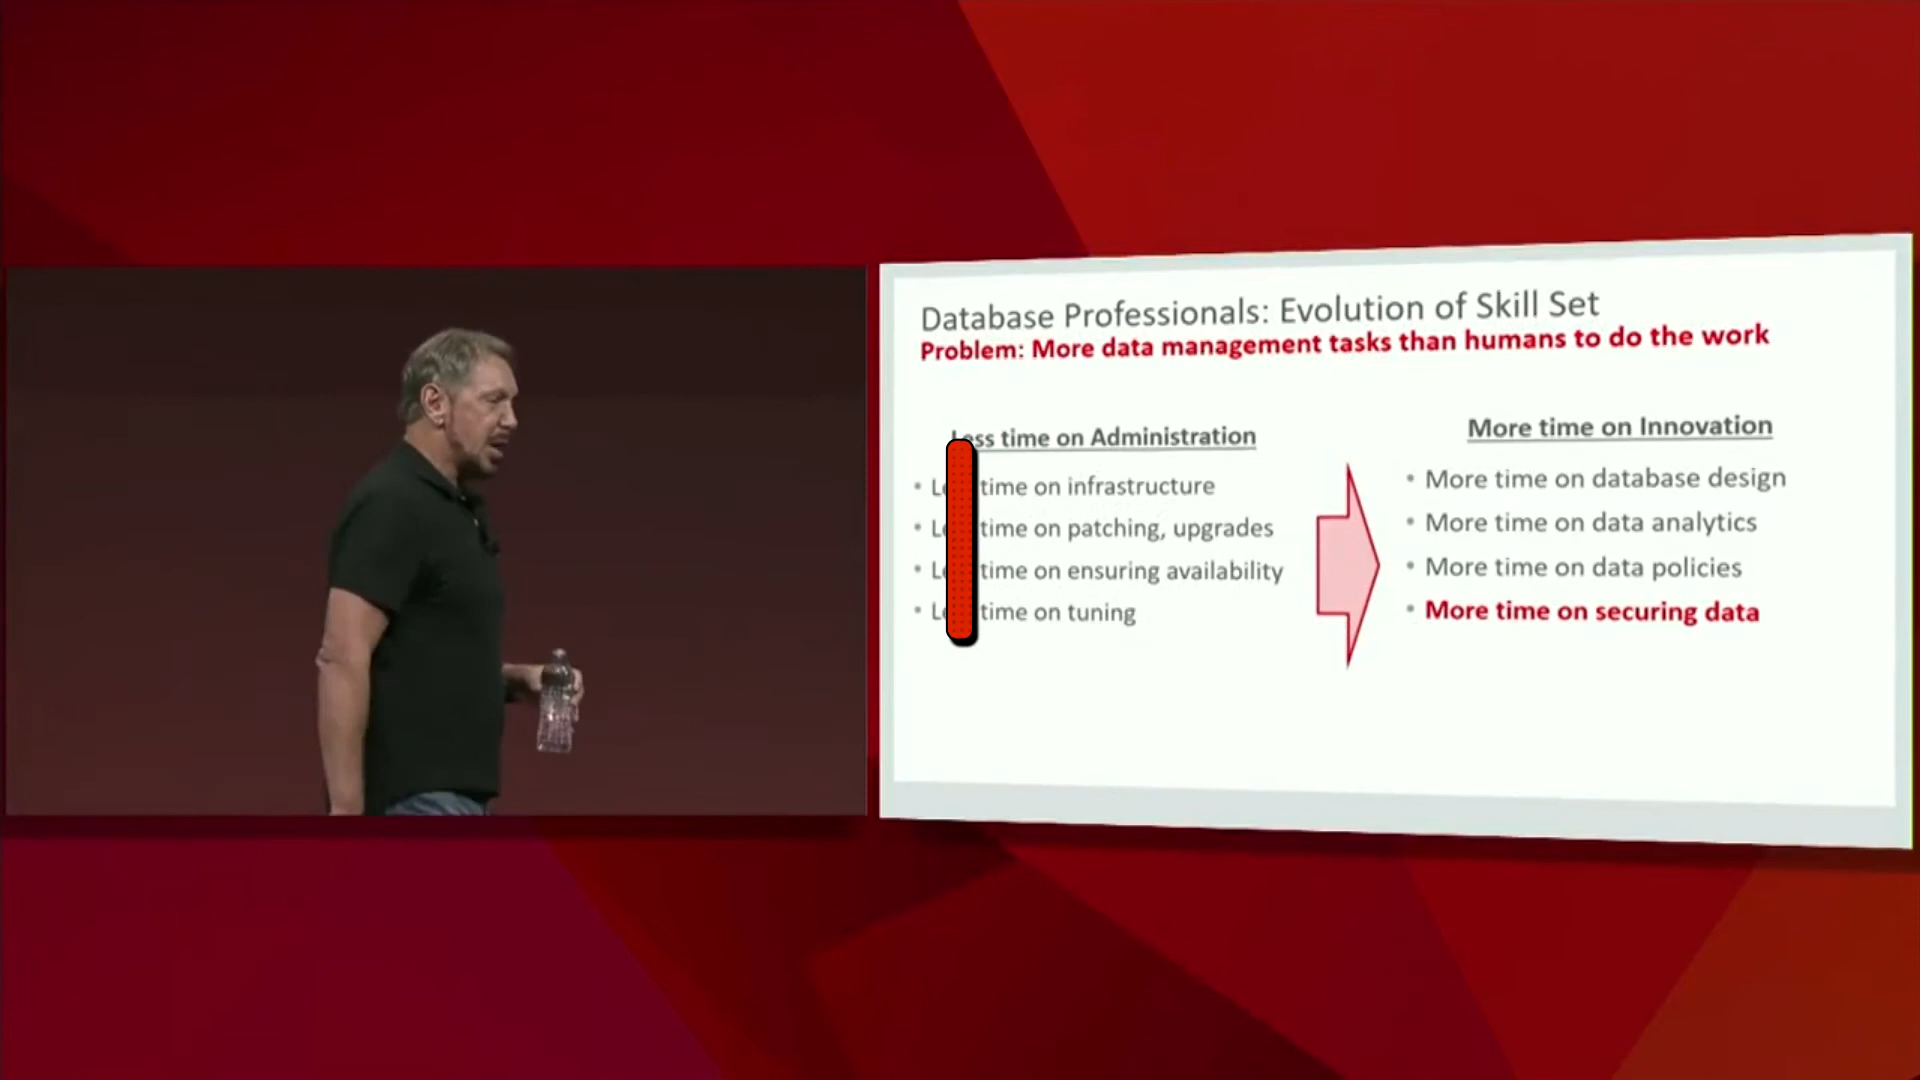 Database Professionals: Evolution of Skill Set
Problem: More data management tasks than humans to do the work
Less time on Administration
time on infrastructure
time on patching, upgrades
time on ensuring availability
time on tuning
More time on Innovation
More time on database design
More time on data analytics
More time on data policies
More time on securing data